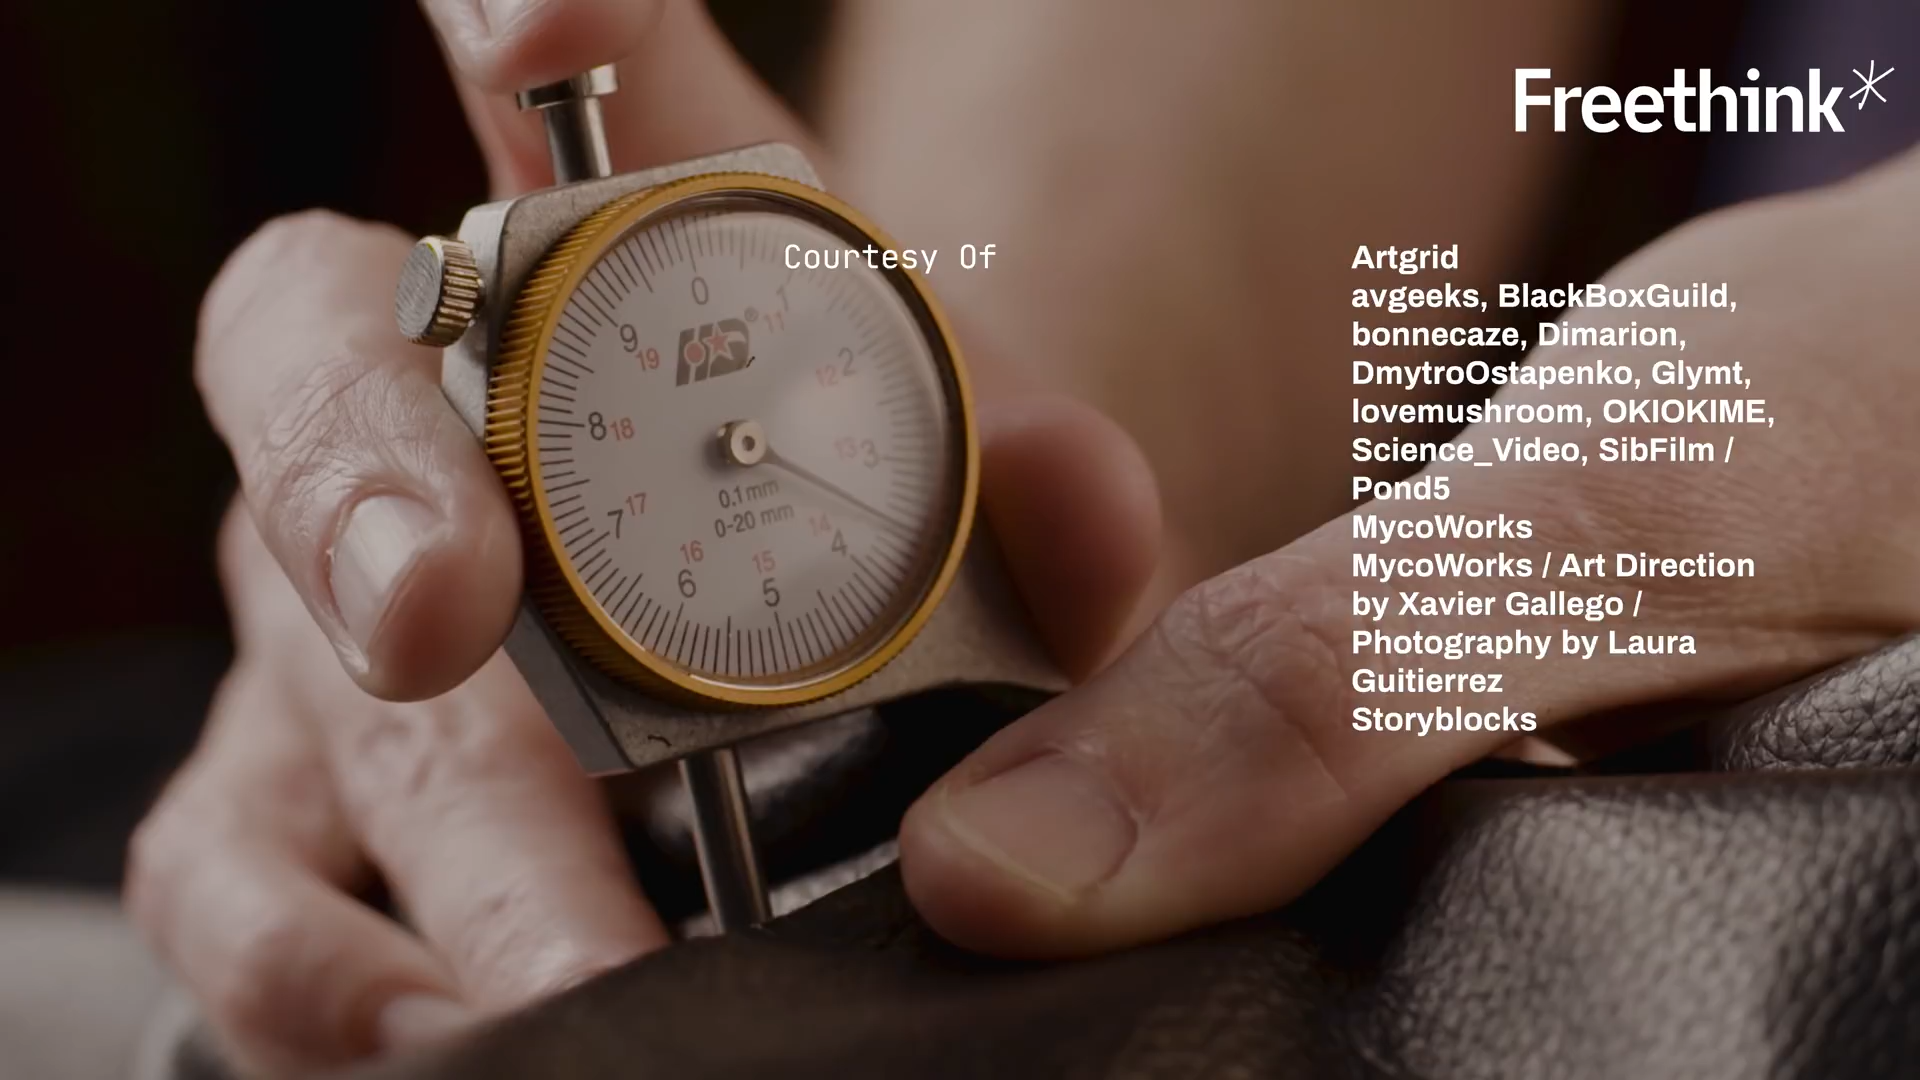 Freethink*
Courtesy Of
Artgrid
avgeeks, BlackBoxGuild,
bonnecaze, Dimarion,
DmytroOstapenko, Glymt,
lovemushroom, OKIOKIME,
Science_Video, SibFilm /
Pond5
MycoWorks
MycoWorks / Art Direction
by Xavier Gallego /
Photography by Laura
Guitierrez
Storyblocks
0
1
11
2
12
3
13
4
14
5
15
6
16
7
17
8
18
9
19
0.1 mm
0-20 mm